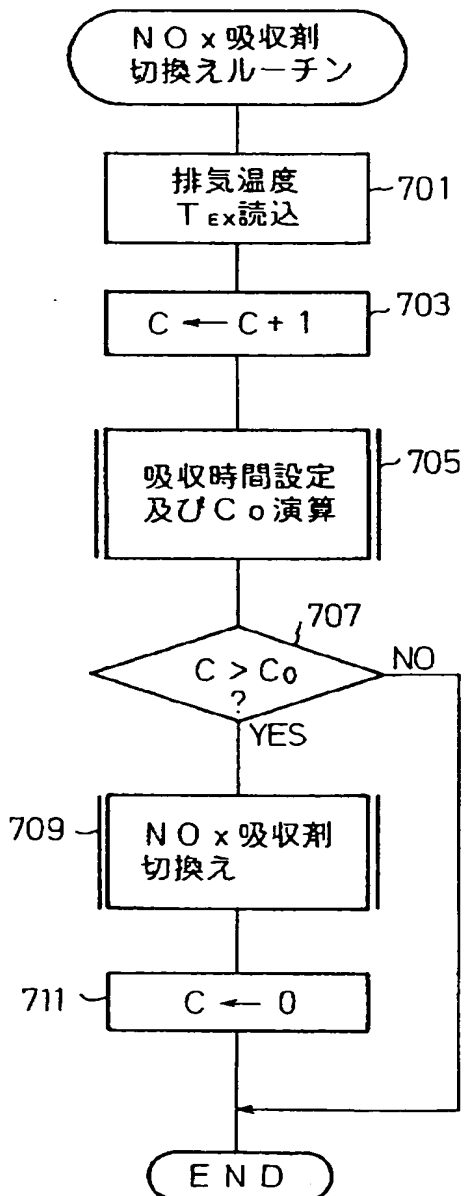 NOx吸収剤
切換えルーチン
排気温度
TEX読込
701
C ← C + 1
703
吸収時間設定
及びCo演算
705
707
C > C0
?
NO
YES
709
NOx吸収剤
切換え
711
C ← 0
END